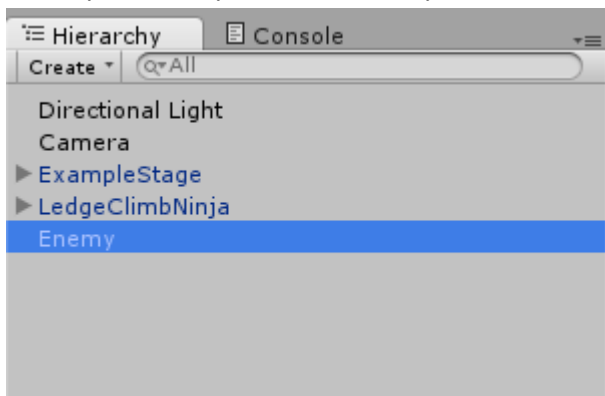 Hierarchy Console
Create All
Directional Light
Camera
ExampleStage
LedgeClimbNinja
Enemy